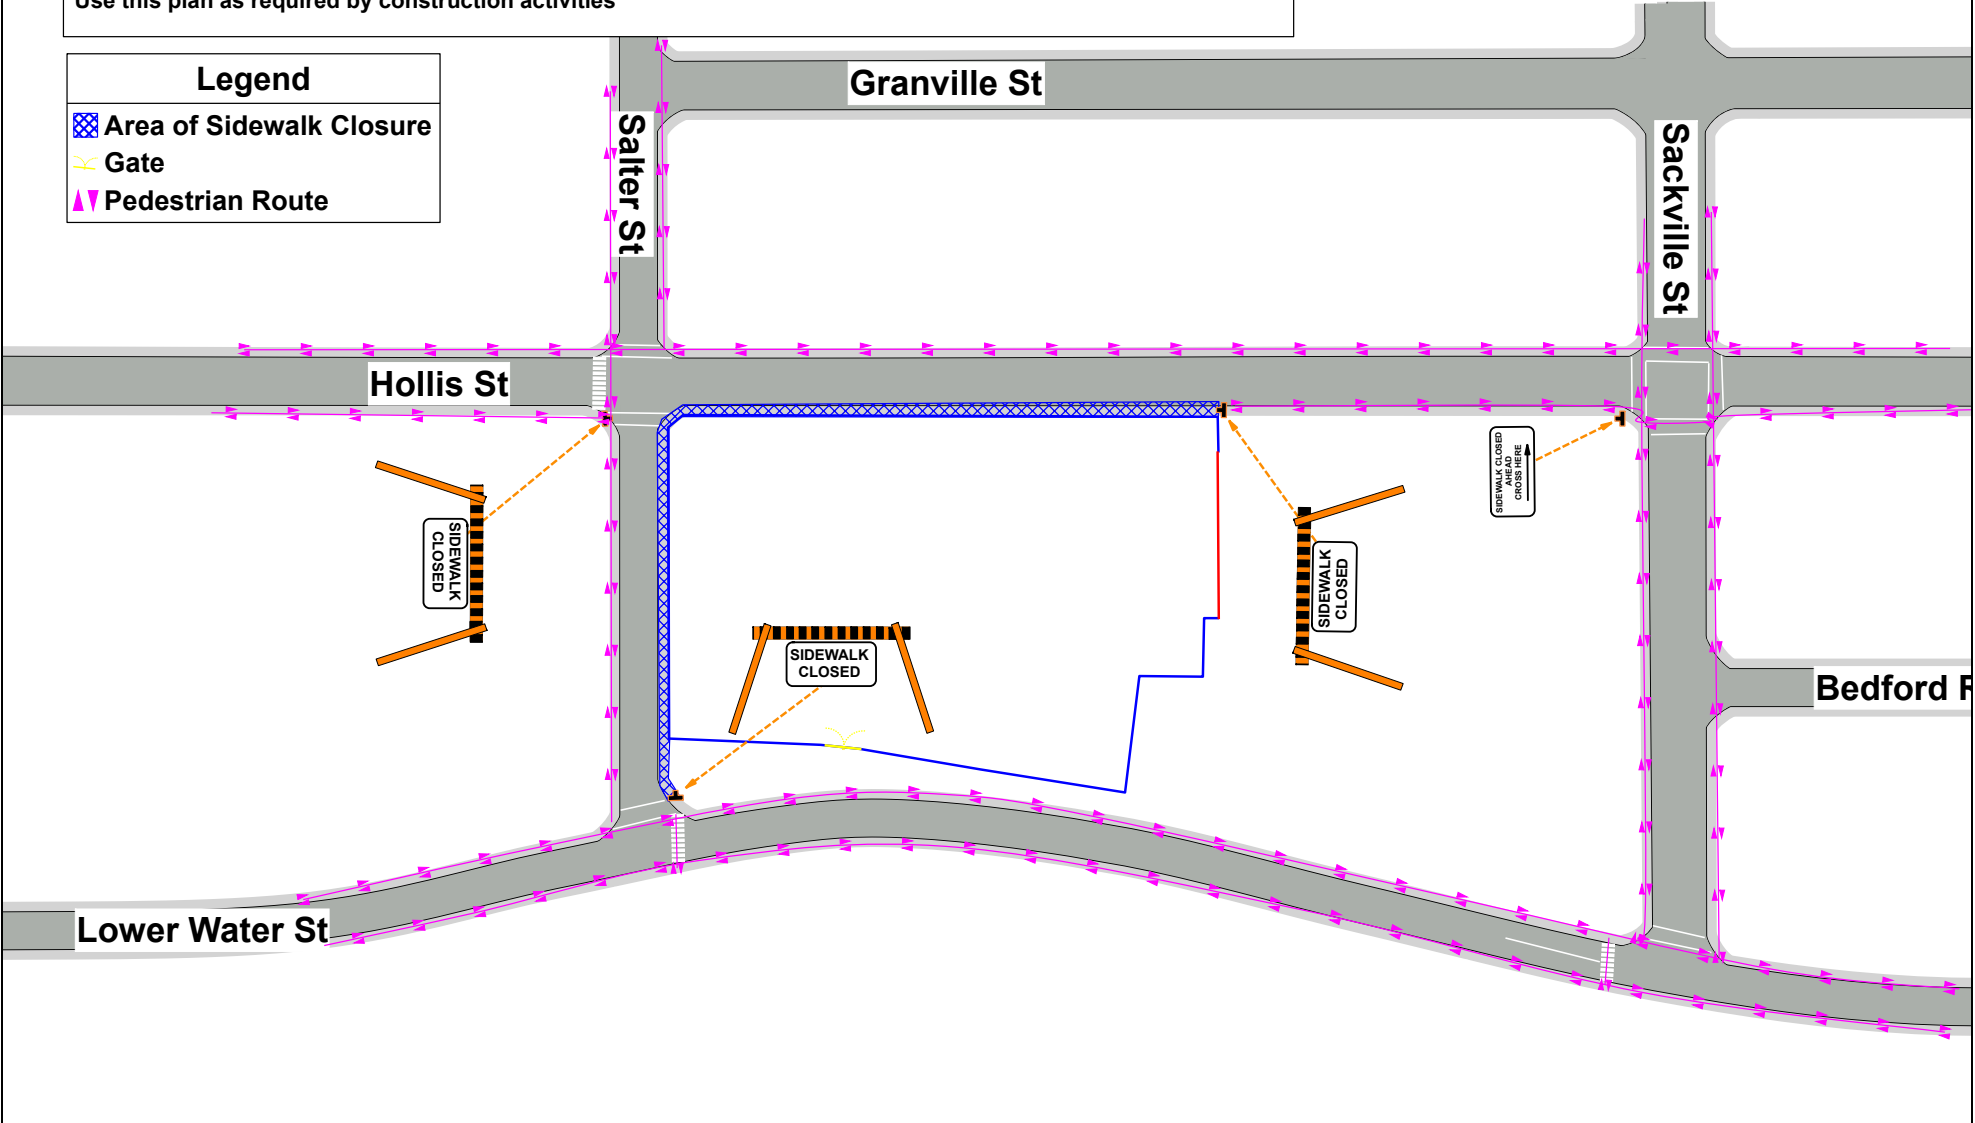 Use this plan as required by construction activities
Legend
Area of Sidewalk Closure
Gate
Pedestrian Route
Granville St
Salter St
Sackville St
Hollis St
SIDEWALK CLOSED
AHEAD
CROSS HERE
SIDEWALK
CLOSED
SIDEWALK
CLOSED
SIDEWALK
CLOSED
Bedford R
Lower Water St